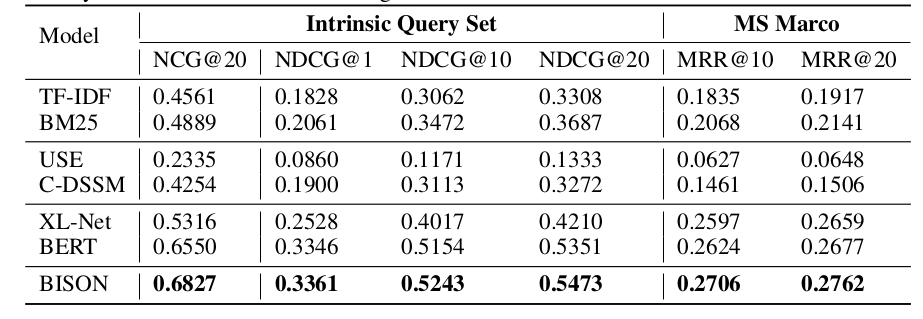 Model Intrinsic Query Set MS Marco
NCG@20 NDCG@1 NDCG@10 NDCG@20 MRR@10 MRR@20
TF-IDF 0.4561 0.1828 0.3062 0.3308 0.1835 0.1917
BM25 0.4889 0.2061 0.3472 0.3687 0.2068 0.2141
USE 0.2335 0.0860 0.1171 0.1333 0.0627 0.0648
C-DSSM 0.4254 0.1900 0.3113 0.3272 0.1461 0.1506
XL-Net 0.5316 0.2528 0.4017 0.4210 0.2597 0.2659
BERT 0.6550 0.3346 0.5154 0.5351 0.2624 0.2677
BISON 0.6827 0.3361 0.5243 0.5473 0.2706 0.2762